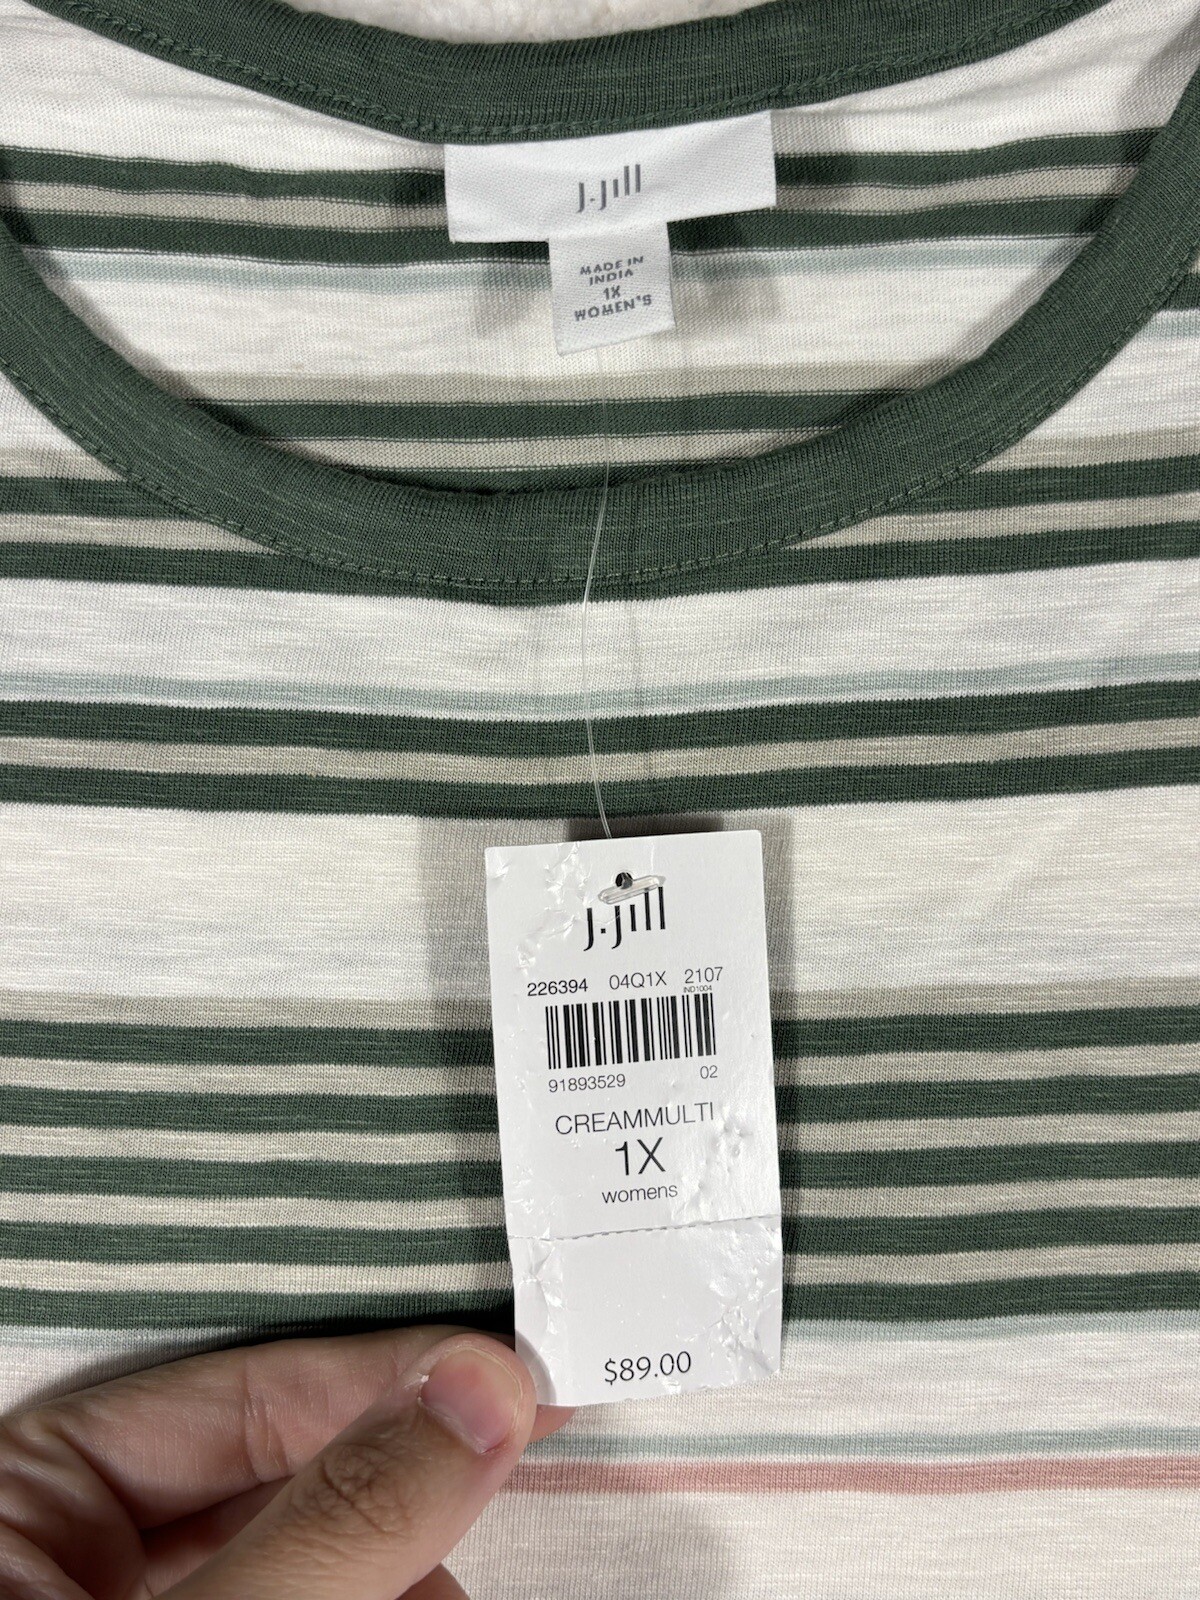 J.Jill
MADE IN
INDIA
1X
WOMEN'S
J.Jill
226394 04Q1X 2107
IND1004
91893529 02
CREAMMULTI
1X
womens
$89.00